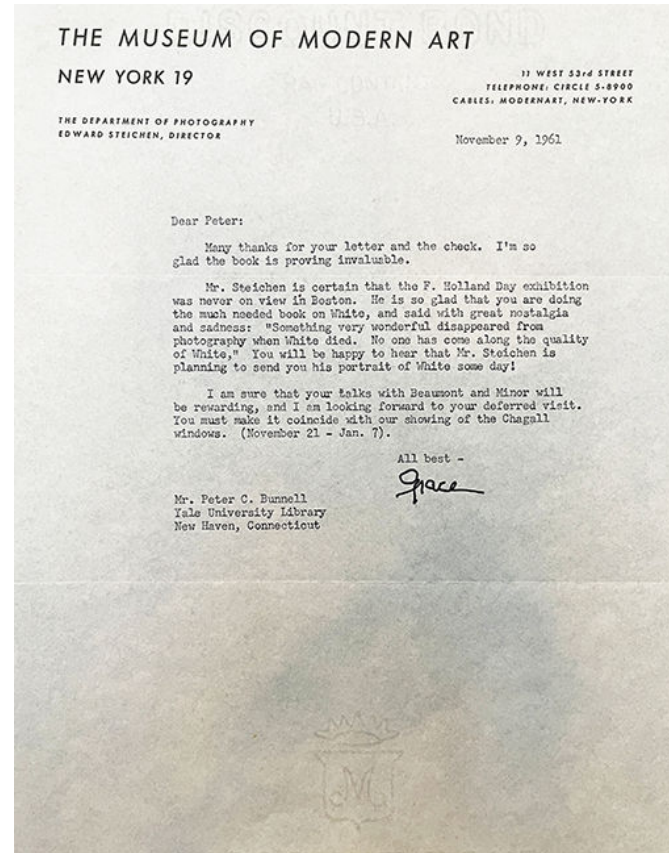 THE MUSEUM OF MODERN ART
NEW YORK 19
11 WEST 53rd STREET
TELEPHONE: CIRCLE 5-8900
CABLES: MODERNART, NEW-YORK
THE DEPARTMENT OF PHOTOGRAPHY
EDWARD STEICHEN, DIRECTOR
November 9, 1961
Dear Peter:
Many thanks for your letter and the check. I'm so
glad the book is proving invaluable.
Mr. Steichen is certain that the F. Holland Day exhibition
was never on view in Boston. He is so glad that you are doing
the much needed book on White, and said with great nostalgia
and sadness: "Something very wonderful disappeared from
photography when White died. No one has come along the quality
of White," You will be happy to hear that Mr. Steichen is
planning to send you his portrait of White some day!
I am sure that your talks with Beaumont and Minor will
be rewarding, and I am looking forward to your deferred visit.
You must make it coincide with our showing of the Chagall
windows. (November 21 - Jan. 7).
All best -
Grace
Mr. Peter C. Bunnell
Yale University Library
New Haven, Connecticut